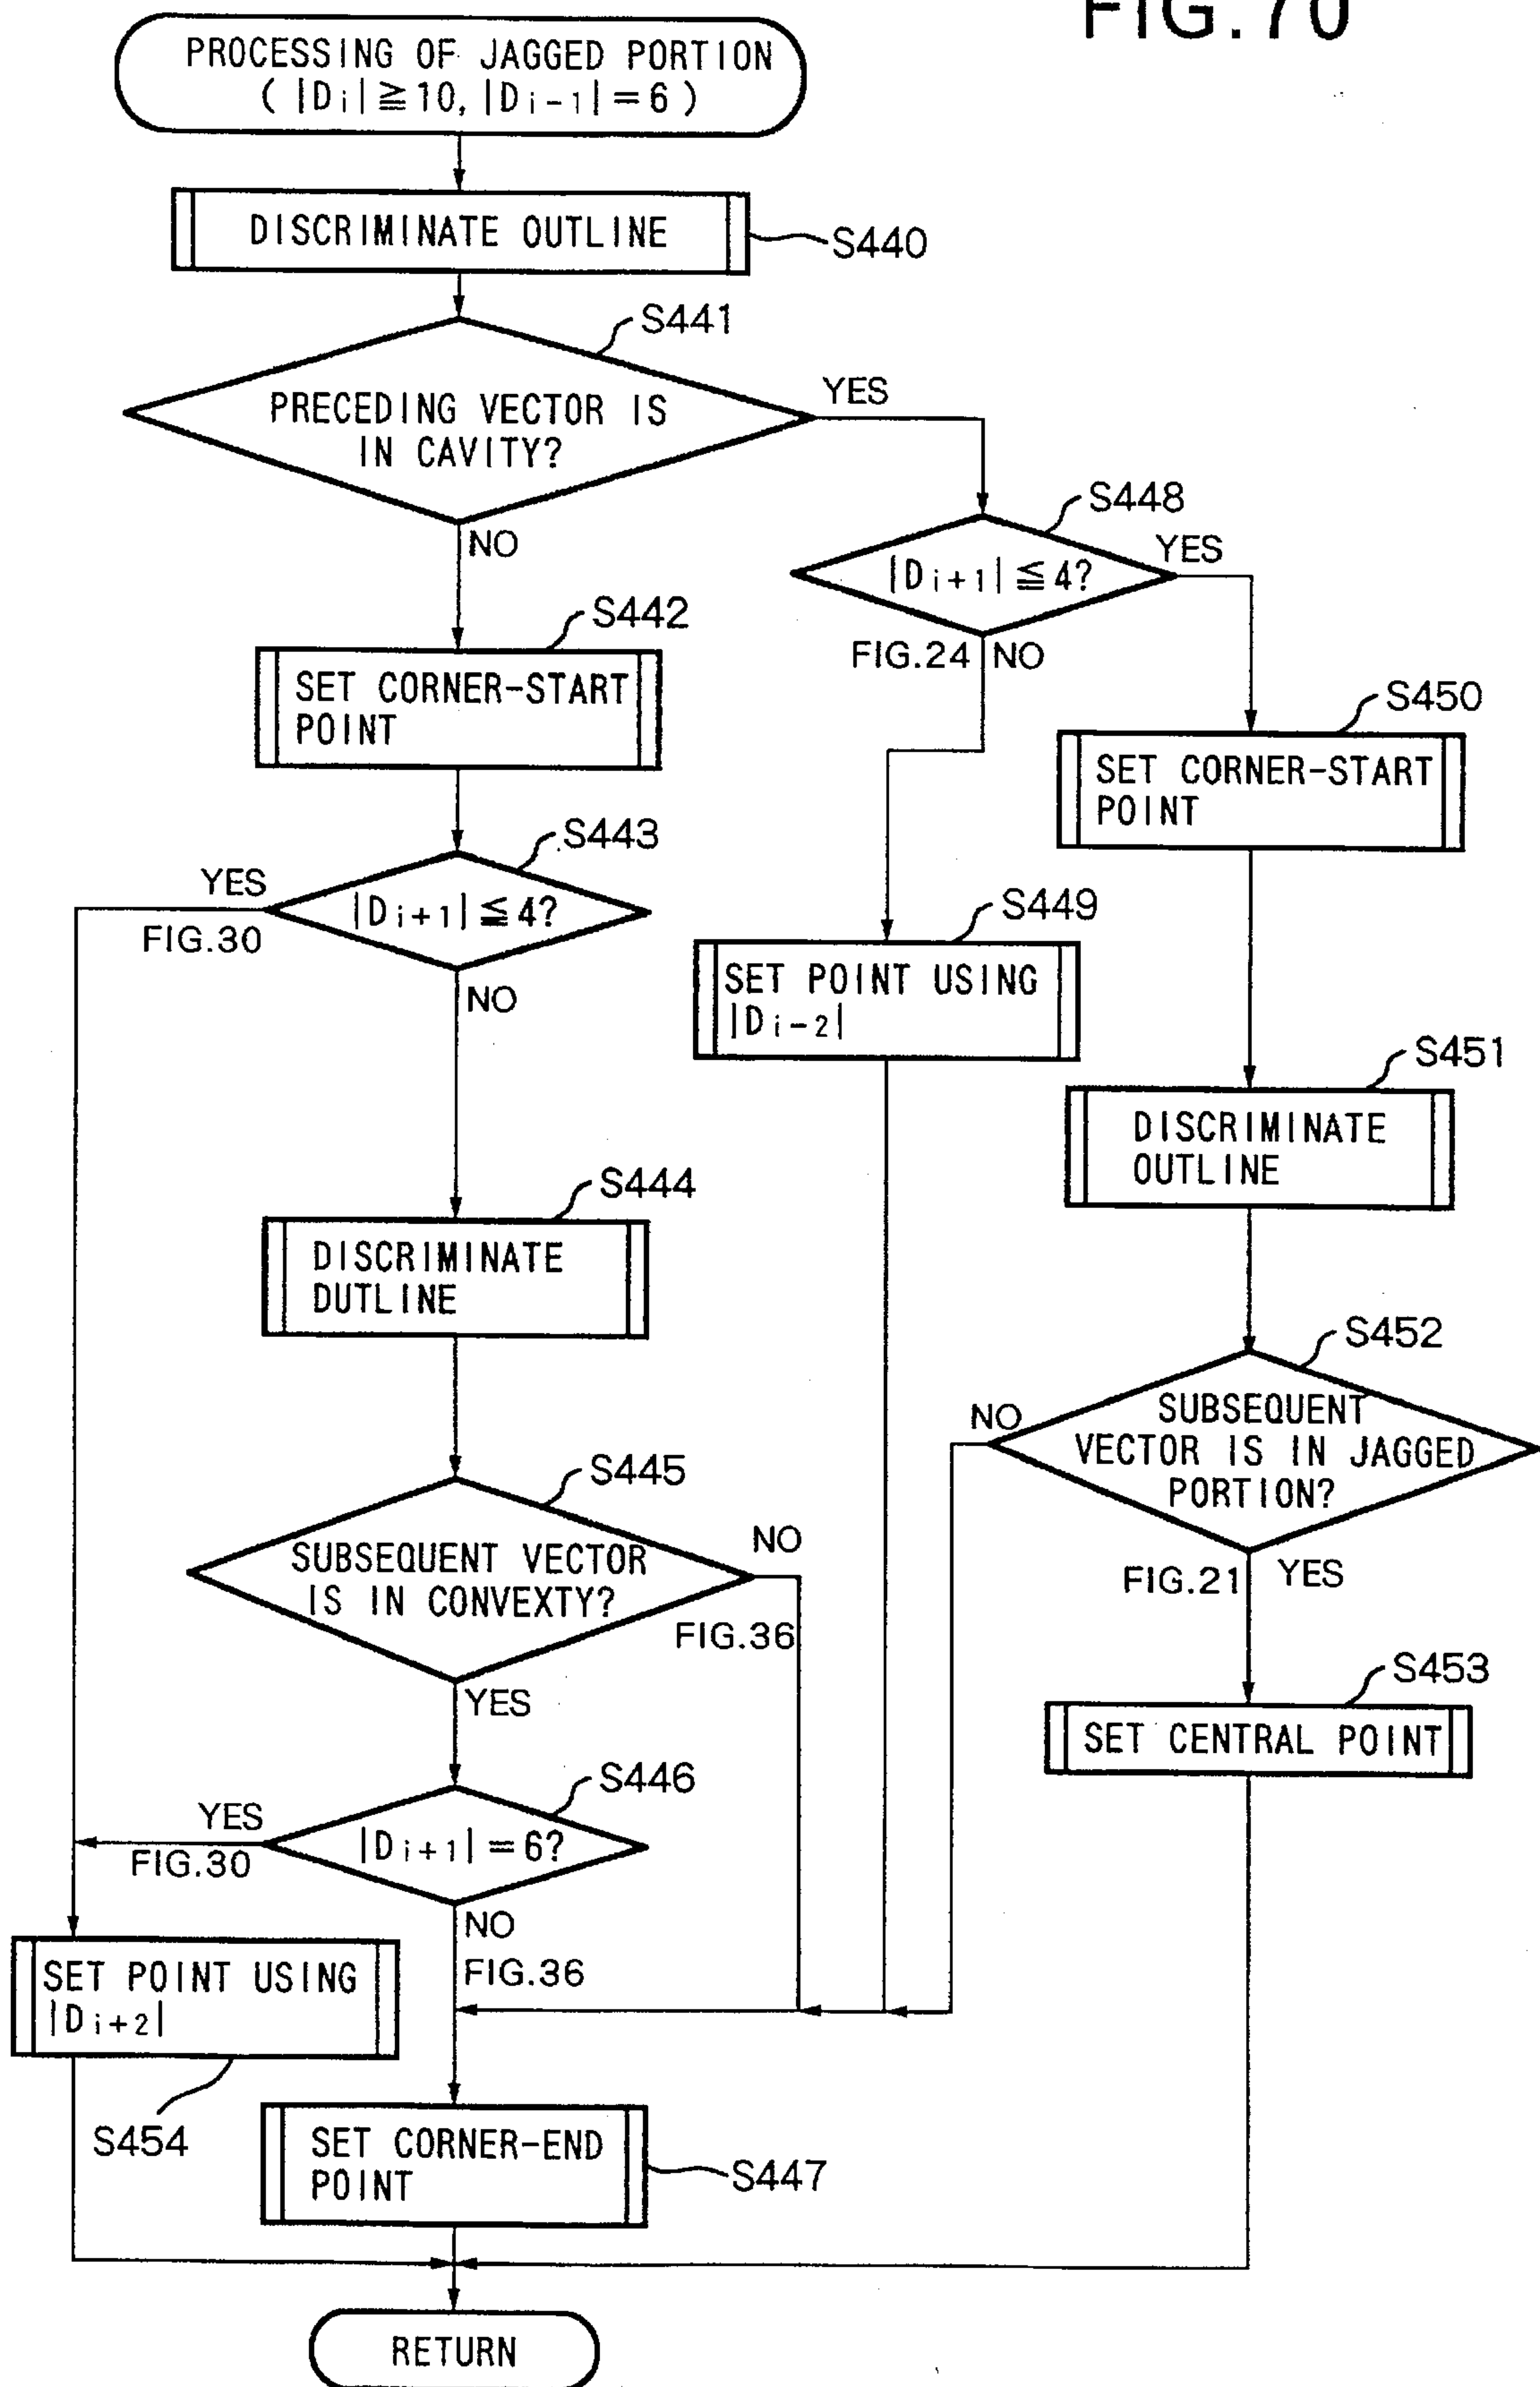 FIG.70
PROCESSING OF JAGGED PORTION
( |Di| ≧ 10, |Di-1| = 6 )
DISCRIMINATE OUTLINE
S440
S441
PRECEDING VECTOR IS
IN CAVITY?
YES
NO
S448
|Di+1| ≦ 4?
YES
FIG.24
NO
S442
SET CORNER-START
POINT
S450
SET CORNER-START
POINT
S443
|Di+1| ≦ 4?
YES
FIG.30
NO
S449
SET POINT USING
|Di-2|
S451
DISCRIMINATE
OUTLINE
S444
DISCRIMINATE
DUTLINE
S452
SUBSEQUENT
VECTOR IS IN JAGGED
PORTION?
NO
FIG.21
YES
S445
SUBSEQUENT VECTOR
IS IN CONVEXTY?
NO
FIG.36
YES
S453
SET CENTRAL POINT
S446
|Di+1| = 6?
YES
FIG.30
NO
FIG.36
SET POINT USING
|Di+2|
S454
SET CORNER-END
POINT
S447
RETURN